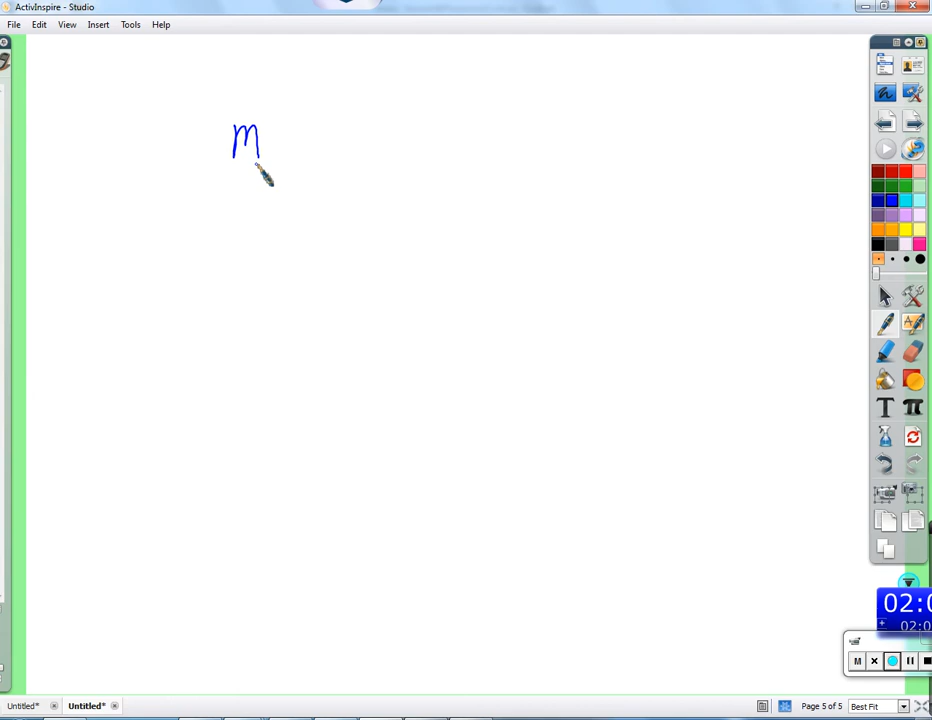 ActivInspire - Studio
File Edit View Insert Tools Help
m
02:0
02:0
M
Untitled* Untitled* Page 5 of 5 Best Fit